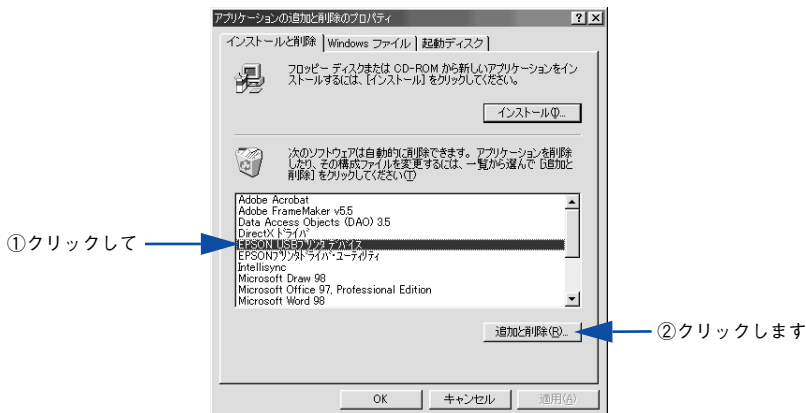 アプリケーションの追加と削除のプロパティ
インストールと削除 Windows ファイル 起動ディスク
フロッピー ディスクまたは CD-ROM から新しいアプリケーションをイン
ストールするには、[インストール] をクリックしてください。
インストール(I)...
次のソフトウェアは自動的に削除できます。アプリケーションを削除
したり、その構成ファイルを変更するには、一覧から選んで [追加と
削除] をクリックしてください(T)
Adobe Acrobat
Adobe FrameMaker v5.5
Data Access Objects (DAO) 3.5
DirectX ドライバ
①クリックして
EPSON USBプリンタデバイス
EPSONプリンタドライバ・ユーティリティ
Intellisync
Microsoft Draw 98
Microsoft Office 97, Professional Edition
Microsoft Word 98
追加と削除(R)...
②クリックします
OK キャンセル 適用(A)